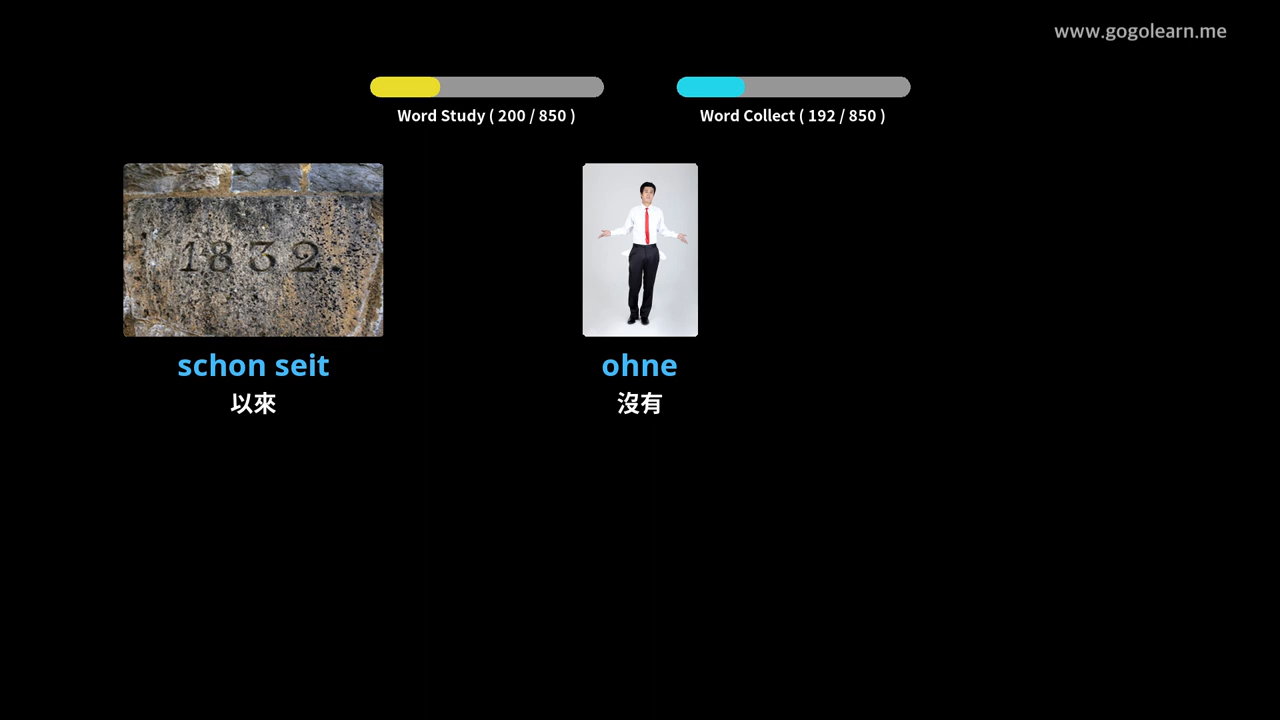 www.gogolearn.me
Word Study ( 200 / 850 )
Word Collect ( 192 / 850 )
1832.
schon seit
以來
ohne
沒有